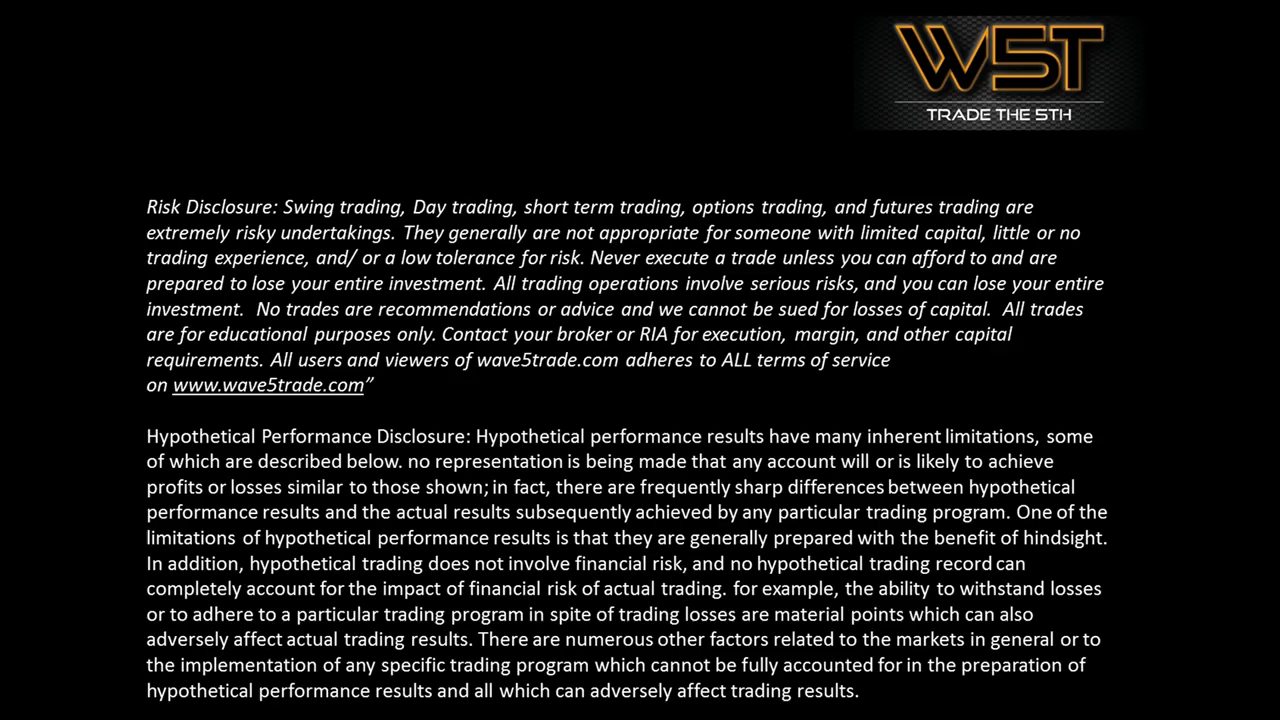 W5T
TRADE THE 5TH
Risk Disclosure: Swing trading, Day trading, short term trading, options trading, and futures trading are
extremely risky undertakings. They generally are not appropriate for someone with limited capital, little or no
trading experience, and/ or a low tolerance for risk. Never execute a trade unless you can afford to and are
prepared to lose your entire investment. All trading operations involve serious risks, and you can lose your entire
investment. No trades are recommendations or advice and we cannot be sued for losses of capital. All trades
are for educational purposes only. Contact your broker or RIA for execution, margin, and other capital
requirements. All users and viewers of wave5trade.com adheres to ALL terms of service
on www.wave5trade.com”
Hypothetical Performance Disclosure: Hypothetical performance results have many inherent limitations, some
of which are described below. no representation is being made that any account will or is likely to achieve
profits or losses similar to those shown; in fact, there are frequently sharp differences between hypothetical
performance results and the actual results subsequently achieved by any particular trading program. One of the
limitations of hypothetical performance results is that they are generally prepared with the benefit of hindsight.
In addition, hypothetical trading does not involve financial risk, and no hypothetical trading record can
completely account for the impact of financial risk of actual trading. for example, the ability to withstand losses
or to adhere to a particular trading program in spite of trading losses are material points which can also
adversely affect actual trading results. There are numerous other factors related to the markets in general or to
the implementation of any specific trading program which cannot be fully accounted for in the preparation of
hypothetical performance results and all which can adversely affect trading results.